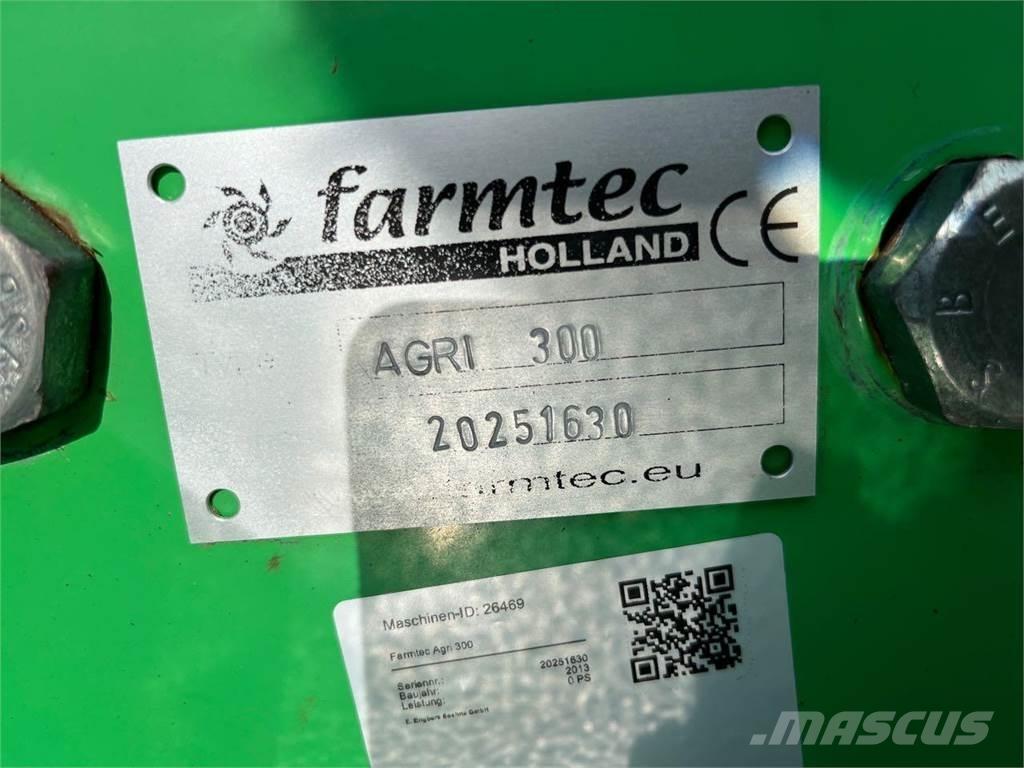 farmtec
HOLLAND
CE
AGRI 300
20251630
farmtec.eu
Maschinen-ID: 26469
Farmtec Agri 300
Seriennr.: 20251630
Baujahr: 2013
Leistung: 0 PS
GmbH
MASCUS